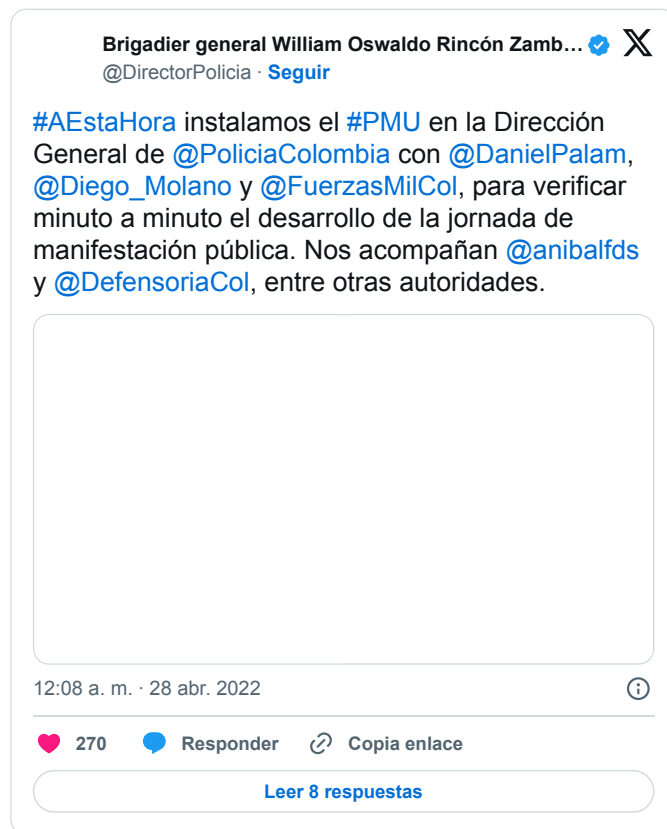 Brigadier general William Oswaldo Rincón Zamb...
@DirectorPolicia · Seguir
#AEstaHora instalamos el #PMU en la Dirección
General de @PoliciaColombia con @DanielPalam,
@Diego_Molano y @FuerzasMilCol, para verificar
minuto a minuto el desarrollo de la jornada de
manifestación pública. Nos acompañan @anibalfds
y @DefensoriaCol, entre otras autoridades.
12:08 a. m. · 28 abr. 2022
270 Responder Copia enlace
Leer 8 respuestas